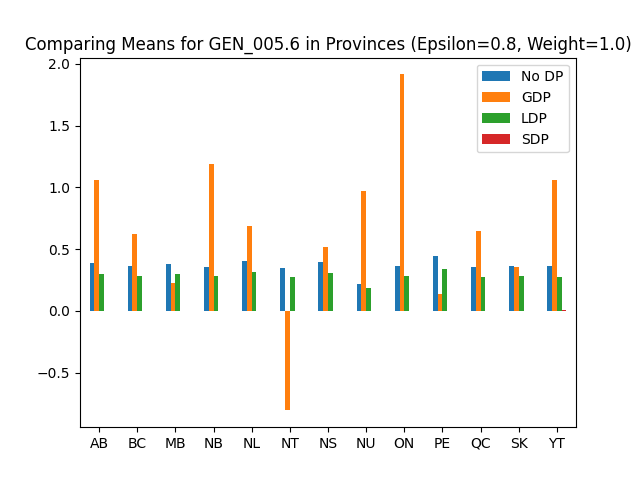 Comparing Means for GEN_005.6 in Provinces (Epsilon=0.8, Weight=1.0)
No DP
GDP
LDP
SDP
2.0
1.5
1.0
0.5
0.0
−0.5
AB BC MB NB NL NT NS NU ON PE QC SK YT